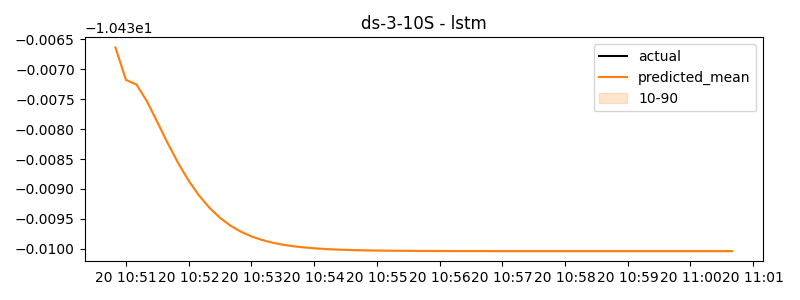 ds-3-10S - lstm
−1.043e1
−0.0065
−0.0070
−0.0075
−0.0080
−0.0085
−0.0090
−0.0095
−0.0100
actual
predicted_mean
10-90
20 10:51 20 10:52 20 10:53 20 10:54 20 10:55 20 10:56 20 10:57 20 10:58 20 10:59 20 11:00 20 11:01